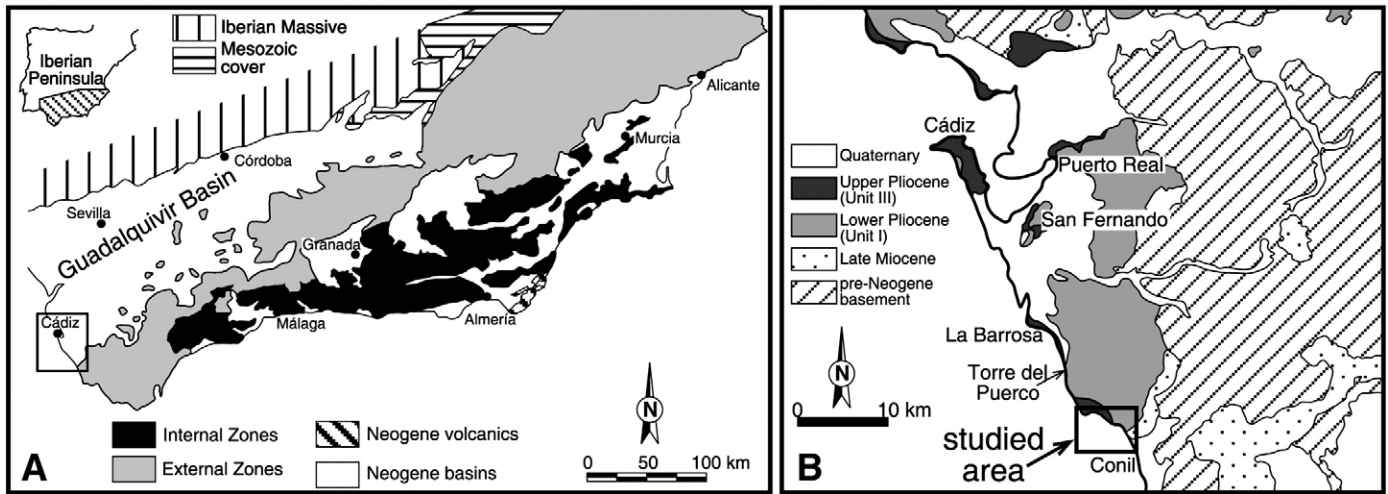 Iberian Massive
Mesozoic
cover
Iberian
Peninsula
Alicante
Murcia
Córdoba
Sevilla
Guadalquivir Basin
Granada
Cádiz
Málaga
Almería
N
Internal Zones
External Zones
Neogene volcanics
Neogene basins
0 50 100 km
A
Cádiz
Puerto Real
San Fernando
Quaternary
Upper Pliocene
(Unit III)
Lower Pliocene
(Unit I)
Late Miocene
pre-Neogene
basement
La Barrosa
Torre del
Puerco
N
0 10 km
studied
area
Conil
B